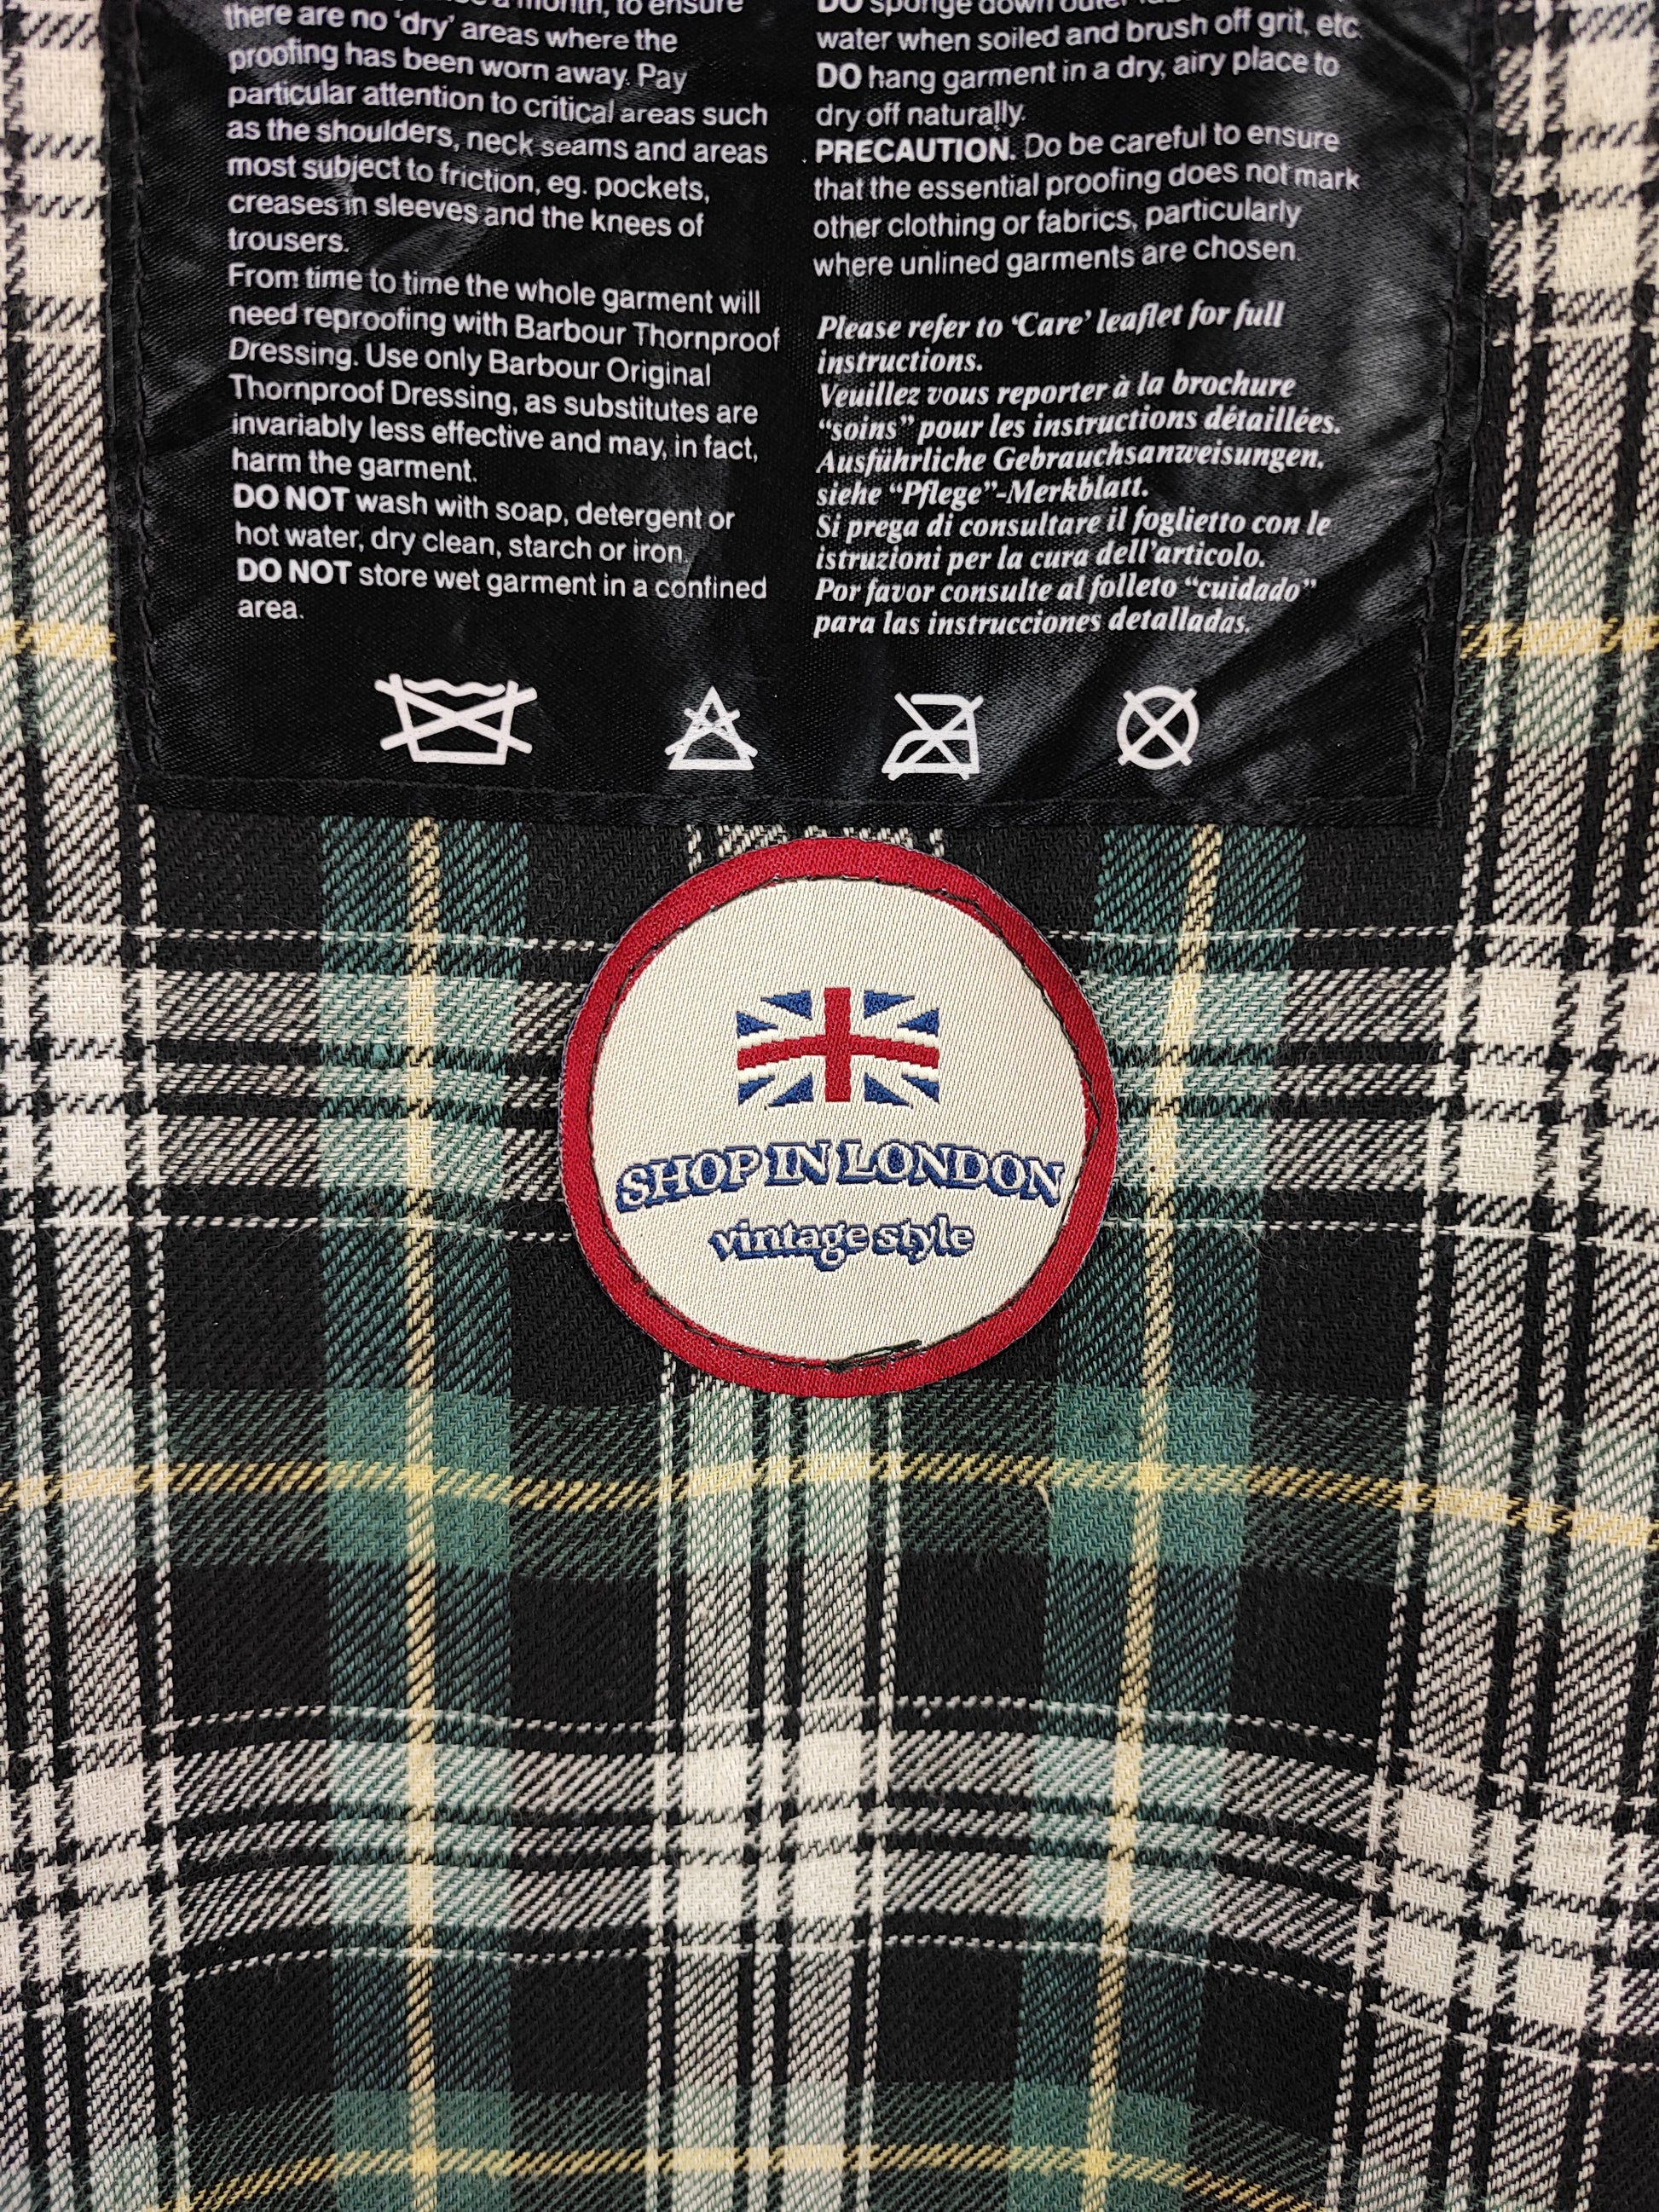 a month, to ensure
there are no ‘dry’ areas where the
proofing has been worn away. Pay
particular attention to critical areas such
as the shoulders, neck seams and areas
most subject to friction, eg. pockets,
creases in sleeves and the knees of
trousers.
From time to time the whole garment will
need reproofing with Barbour Thornproof
Dressing. Use only Barbour Original
Thornproof Dressing, as substitutes are
invariably less effective and may, in fact,
harm the garment.
DO NOT wash with soap, detergent or
hot water, dry clean, starch or iron.
DO NOT store wet garment in a confined
area.
DO sponge down outer
water when soiled and brush off grit, etc.
DO hang garment in a dry, airy place to
dry off naturally.
PRECAUTION. Do be careful to ensure
that the essential proofing does not mark
other clothing or fabrics, particularly
where unlined garments are chosen.
Please refer to ‘Care’ leaflet for full
instructions.
Veuillez vous reporter à la brochure
“soins” pour les instructions détaillées.
Ausführliche Gebrauchsanweisungen.
siehe “Pflege”-Merkblatt.
Si prega di consultare il foglietto con le
istruzioni per la cura dell'articolo.
Por favor consulte al folleto “cuidado”
para las instrucciones detalladas.
SHOP IN LONDON
vintage style